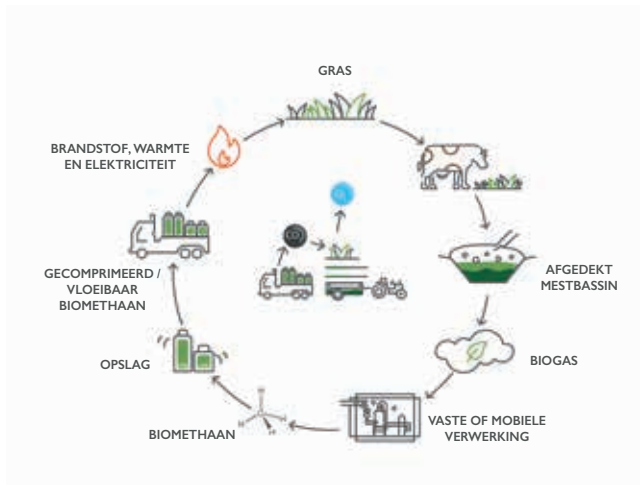 GRAS
BRANDSTOF, WARMTE
EN ELEKTRICITEIT
AFGEDEKT
MESTBASSIN
GECOMPRIMEERD /
VLOEIBAAR
BIOMETHAAN
BIOGAS
OPSLAG
VASTE OF MOBIELE
VERWERKING
BIOMETHAAN
H
H
H